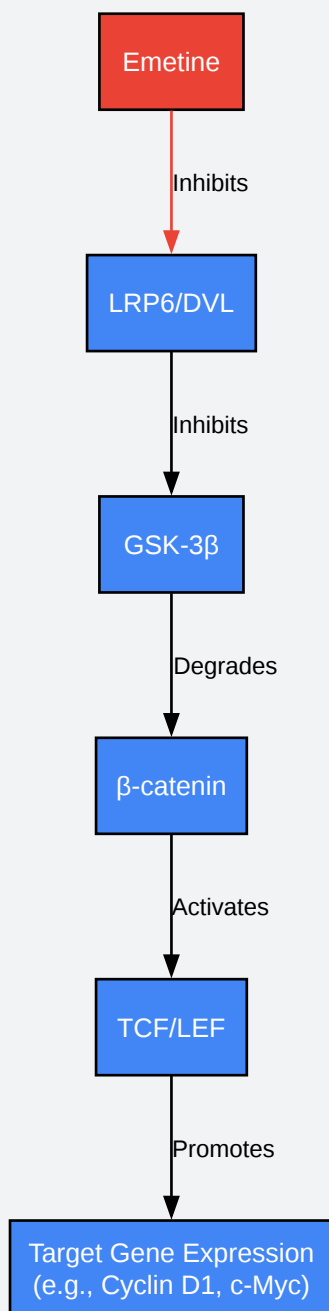 Emetine
Inhibits
LRP6/DVL
Inhibits
GSK-3β
Degrades
β-catenin
Activates
TCF/LEF
Promotes
Target Gene Expression
(e.g., Cyclin D1, c-Myc)